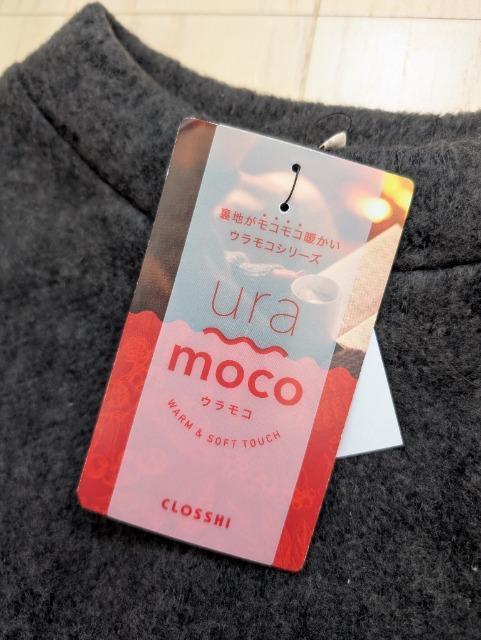 裏地がモコモコ暖かい
ウラモコシリーズ
ura
moco
ウラモコ
WARM & SOFT TOUCH
CLOSSHI